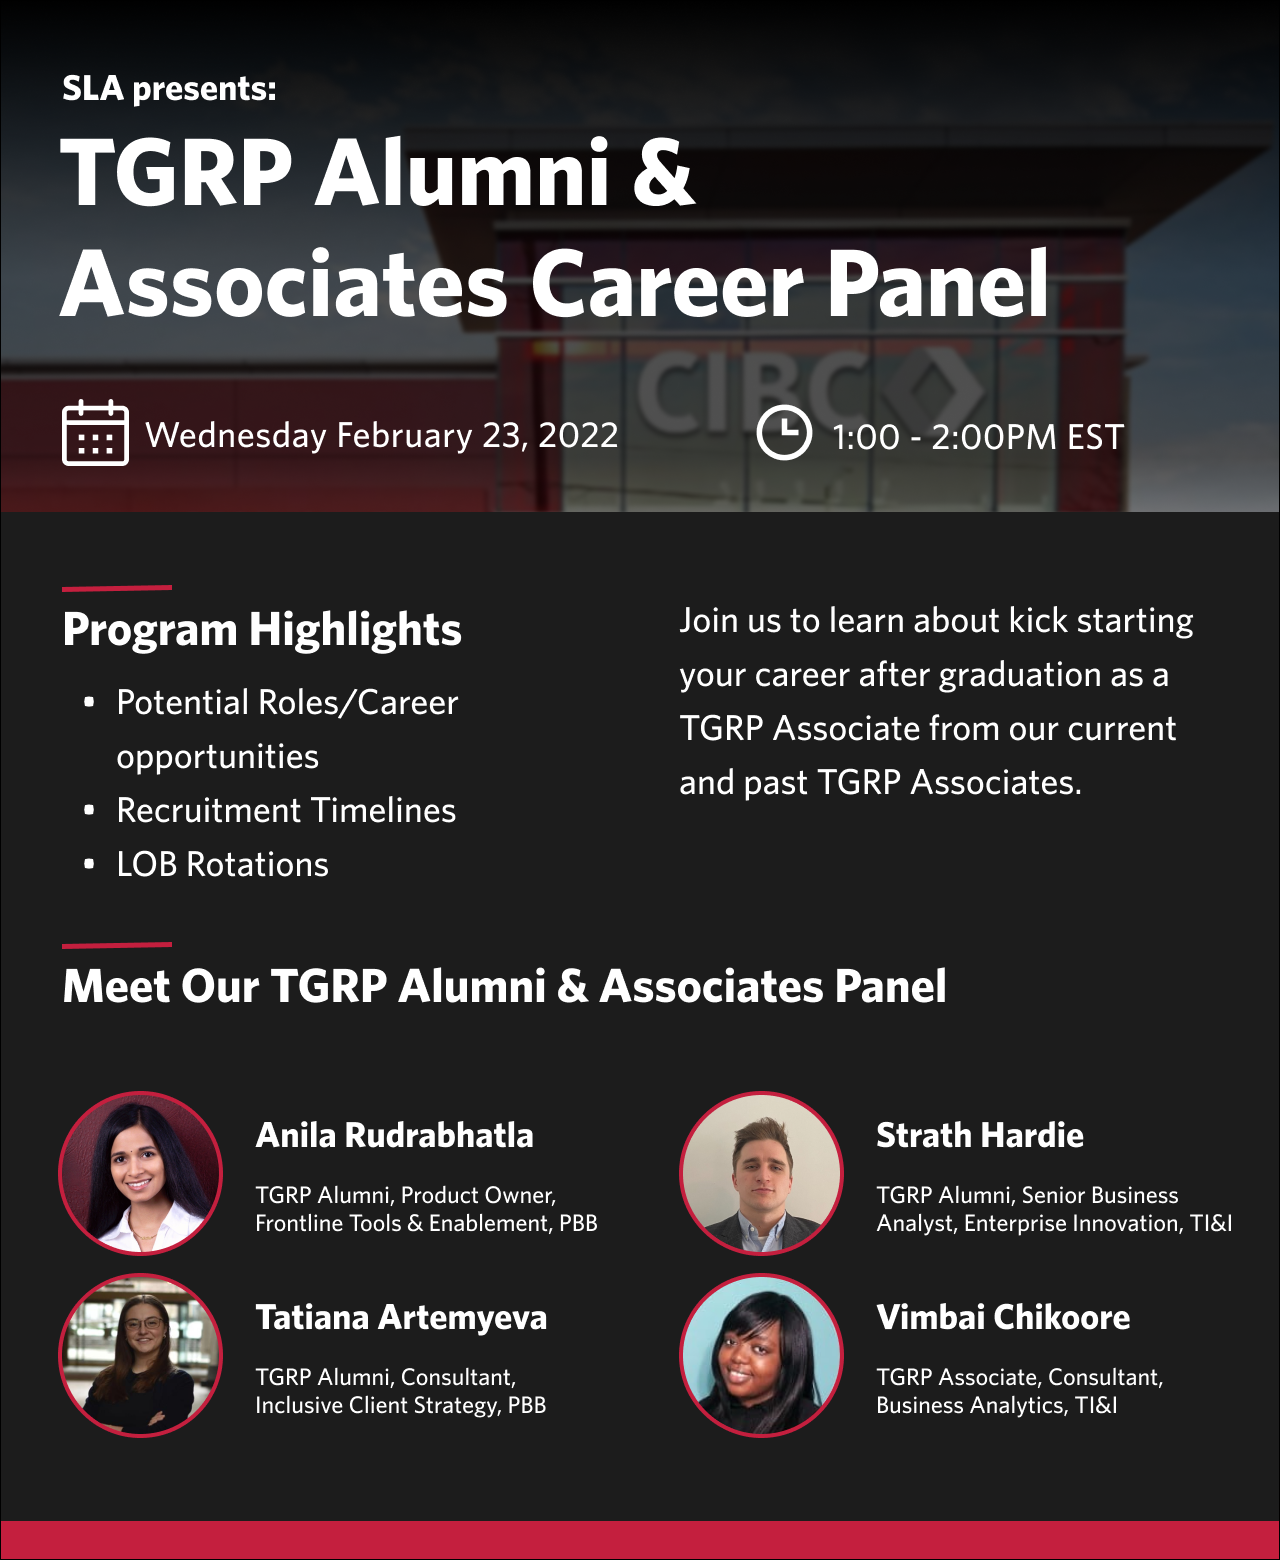 SLA presents:
TGRP Alumni &
Associates Career Panel
CIBC
Wednesday February 23, 2022
1:00 - 2:00PM EST
Program Highlights
• Potential Roles/Career
opportunities
• Recruitment Timelines
• LOB Rotations
Join us to learn about kick starting
your career after graduation as a
TGRP Associate from our current
and past TGRP Associates.
Meet Our TGRP Alumni & Associates Panel
Anila Rudrabhatla
TGRP Alumni, Product Owner,
Frontline Tools & Enablement, PBB
Strath Hardie
TGRP Alumni, Senior Business
Analyst, Enterprise Innovation, TI&I
Tatiana Artemyeva
TGRP Alumni, Consultant,
Inclusive Client Strategy, PBB
Vimbai Chikoore
TGRP Associate, Consultant,
Business Analytics, TI&I